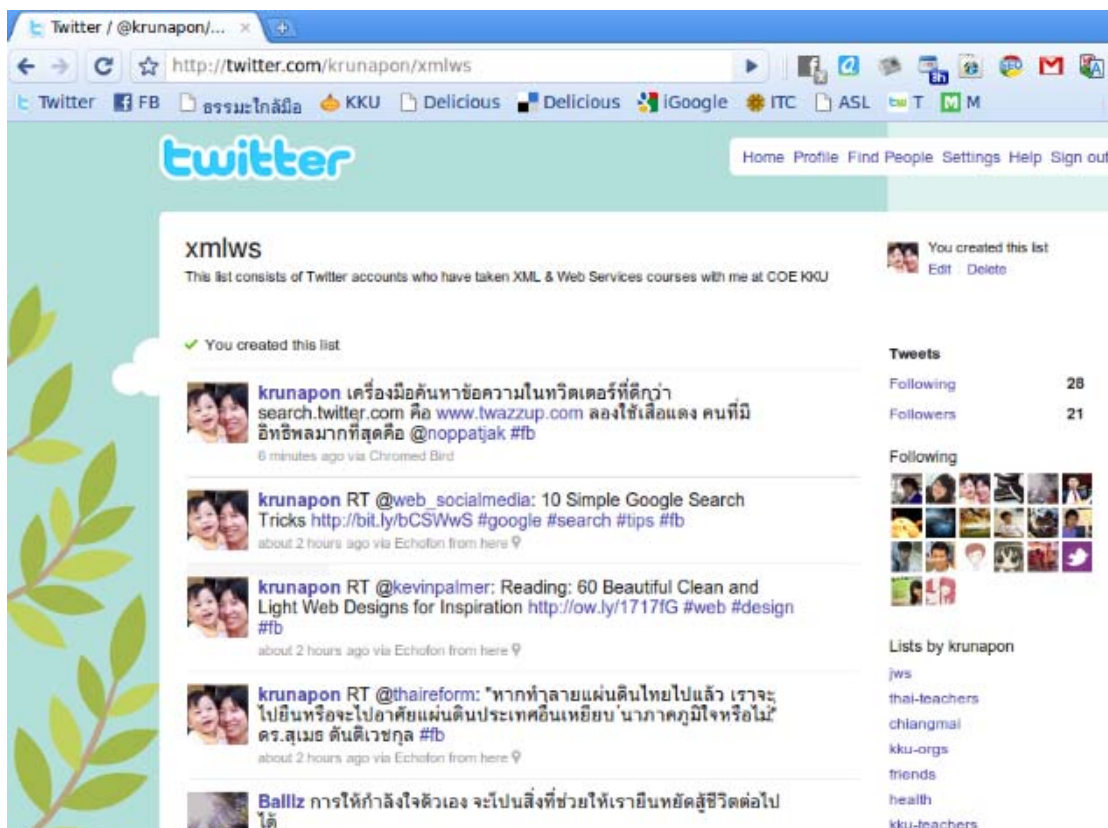 Twitter / @krunapon/...
http://twitter.com/krunapon/xmlws
Twitter FB ธรรมะใกล้มือ KKU Delicious Delicious iGoogle ITC ASL T M
twitter
Home Profile Find People Settings Help Sign out
xmlws
This list consists of Twitter accounts who have taken XML & Web Services courses with me at COE KKU
You created this list
Edit Delete
You created this list
krunapon เครื่องมือค้นหาข้อความในทวิตเตอร์ที่ดีกว่า
search.twitter.com คือ www.twazzup.com ลองใช้เสื้อแดง คนที่มี
อิทธิพลมากที่สุดคือ @noppatjak #fb
6 minutes ago via Chromed Bird
krunapon RT @web_socialmedia: 10 Simple Google Search
Tricks http://bit.ly/bCSWwS #google #search #tips #fb
about 2 hours ago via Echofon from here
krunapon RT @kevinpalmer: Reading: 60 Beautiful Clean and
Light Web Designs for Inspiration http://ow.ly/1717fG #web #design
#fb
about 2 hours ago via Echofon from here
krunapon RT @thaireform: "หากทำลายแผ่นดินไทยไปแล้ว เราจะ
ไปยืนหรือจะไปอาศัยแผ่นดินประเทศอื่นเหยียบ น่าภาคภูมิใจหรือไม่"
ดร.สุเมธ ตันติเวชกุล #fb
about 2 hours ago via Echofon from here
Balllz การให้กำลังใจตัวเอง จะเป็นสิ่งที่ช่วยให้เรายืนหยัดสู้ชีวิตต่อไป
ได้
Tweets
Following 28
Followers 21
Following
Lists by krunapon
jws
thai-teachers
chiangmai
kku-orgs
friends
health
kku-teachers